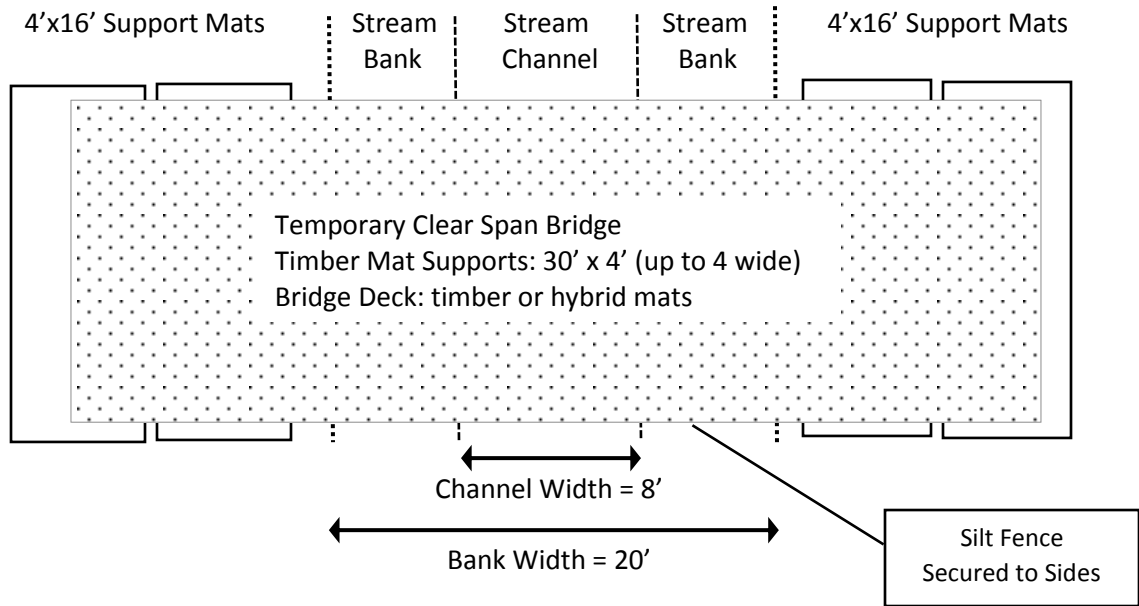 4’x16’ Support Mats
Stream
Bank
Stream
Channel
Stream
Bank
4’x16’ Support Mats
Temporary Clear Span Bridge
Timber Mat Supports: 30’ x 4’ (up to 4 wide)
Bridge Deck: timber or hybrid mats
Channel Width = 8’
Bank Width = 20’
Silt Fence
Secured to Sides